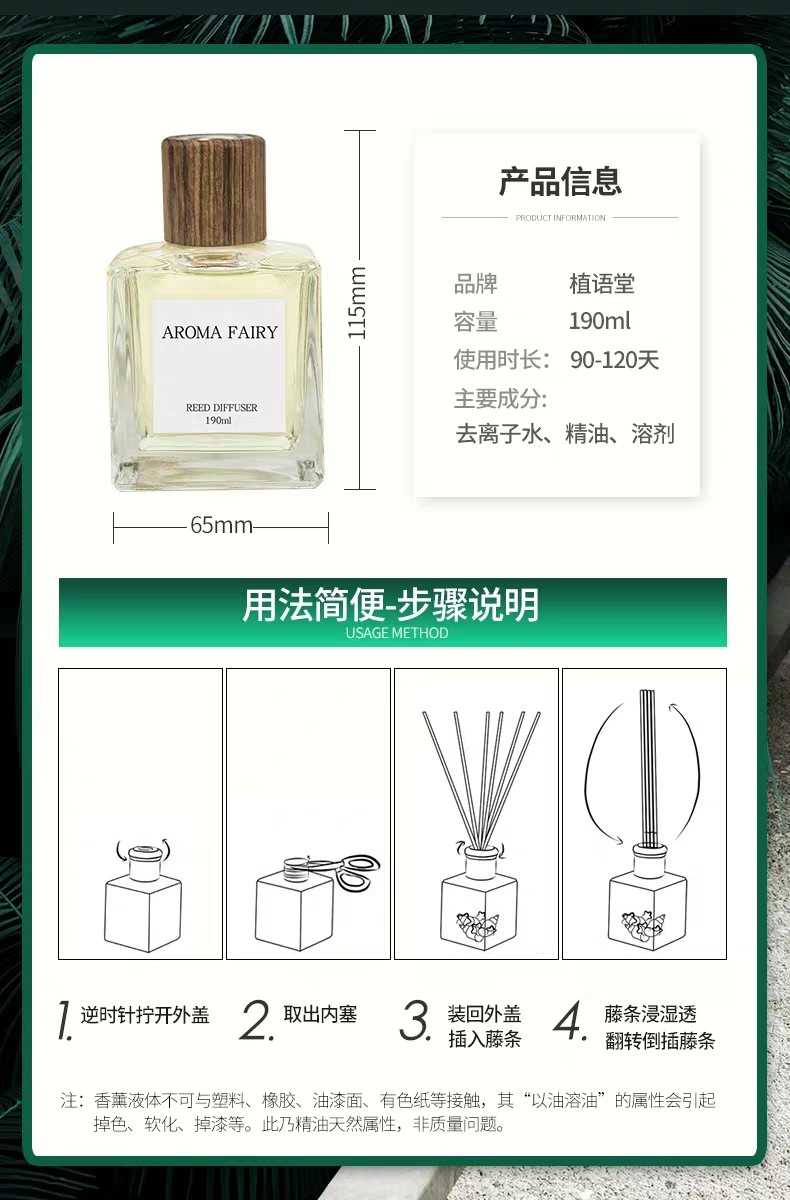 AROMA FAIRY
REED DIFFUSER
190ml
115mm
65mm
产品信息
PRODUCT INFORMATION
品牌 植语堂
容量 190ml
使用时长： 90-120天
主要成分:
去离子水、精油、溶剂
用法简便-步骤说明
USAGE METHOD
1. 逆时针拧开外盖
2. 取出内塞
3. 装回外盖
插入藤条
4. 藤条浸湿透
翻转倒插藤条
注：香薰液体不可与塑料、橡胶、油漆面、有色纸等接触，其“以油溶油”的属性会引起
掉色、软化、掉漆等。此乃精油天然属性，非质量问题。